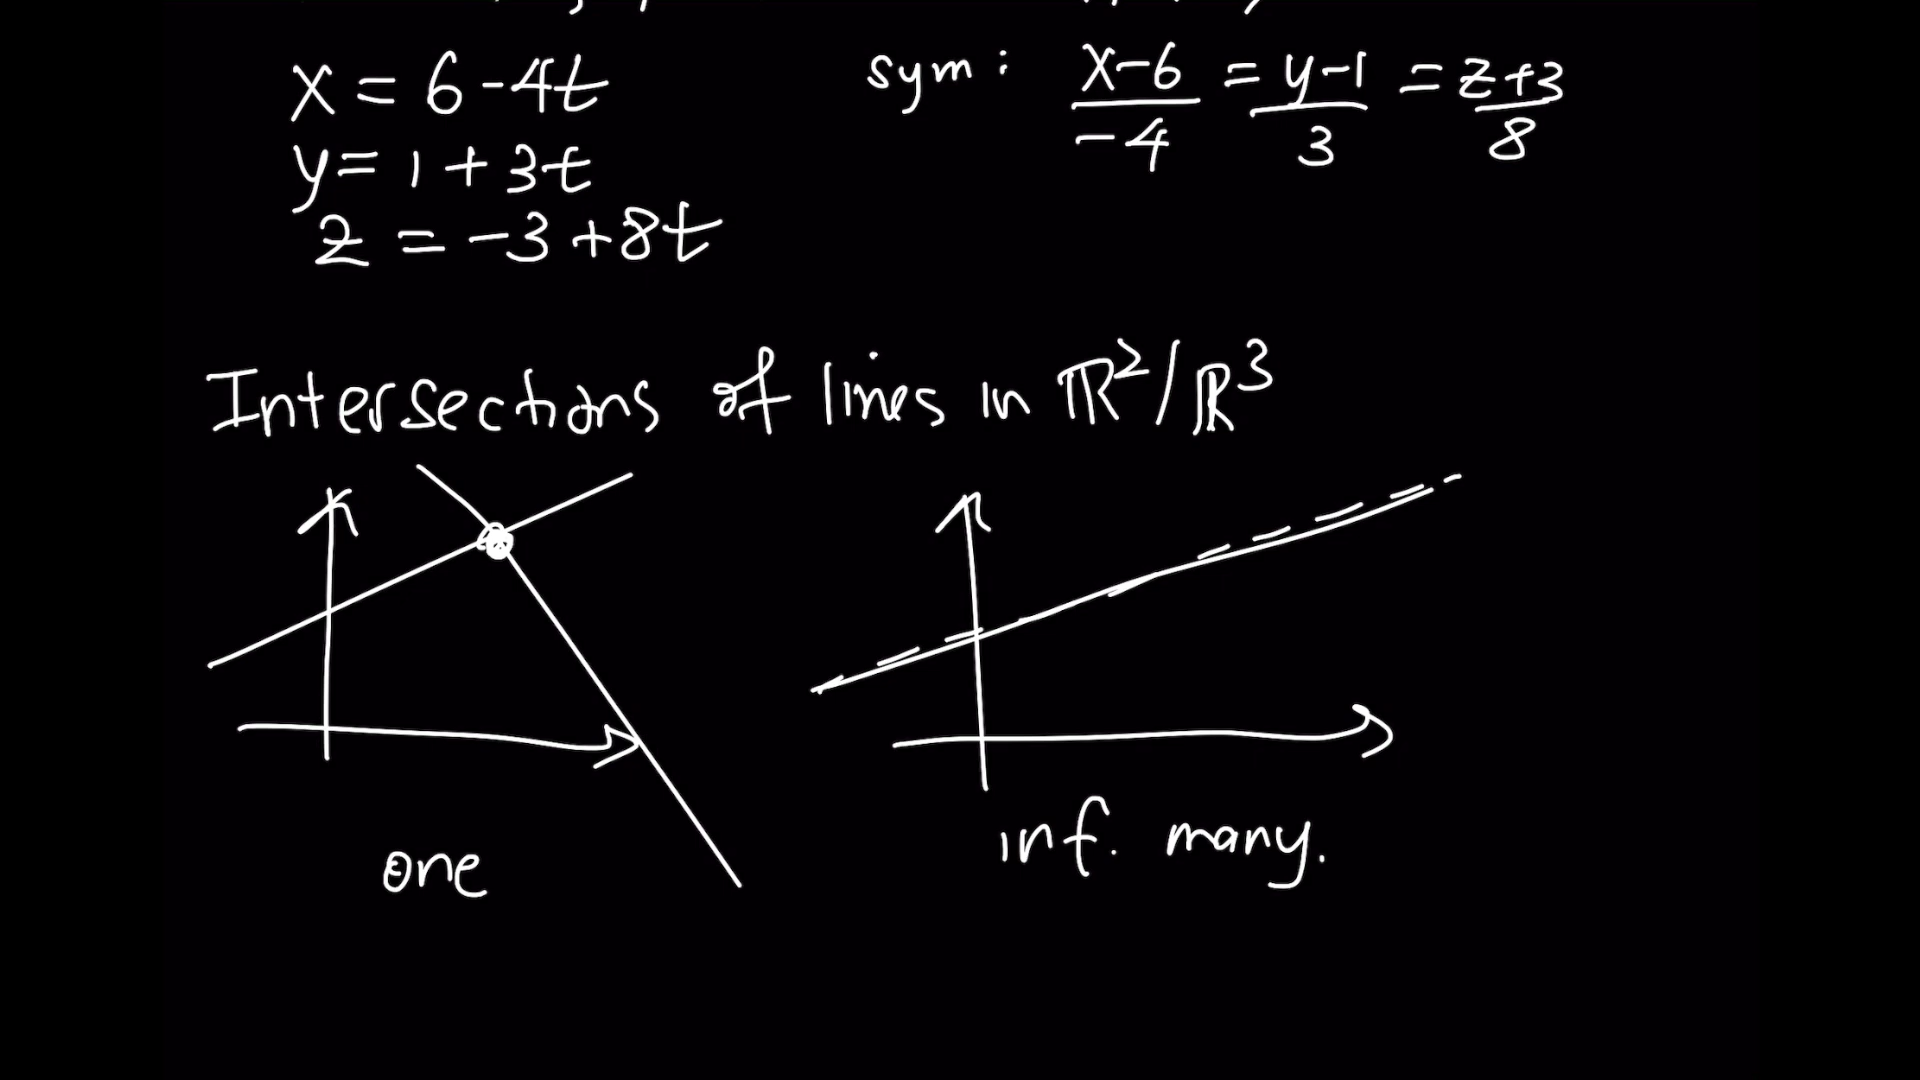 x = 6 - 4t
y = 1 + 3t
z = -3 + 8t
sym: (x-6)/-4 = (y-1)/3 = (z+3)/8
Intersections of lines in ℝ²/ℝ³
one
inf. many.